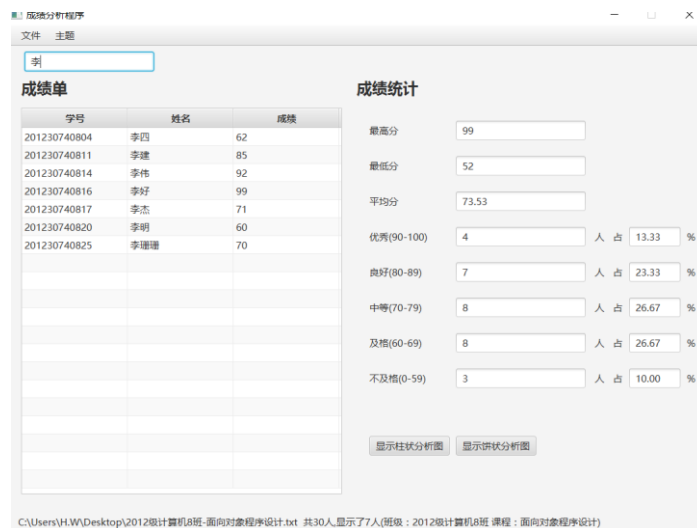 成绩分析程序
文件 主题
李
成绩单
学号 姓名 成绩
201230740804 李四 62
201230740811 李建 85
201230740814 李伟 92
201230740816 李好 99
201230740817 李杰 71
201230740820 李明 60
201230740825 李珊珊 70
成绩统计
最高分 99
最低分 52
平均分 73.53
优秀(90-100) 4 人 占 13.33 %
良好(80-89) 7 人 占 23.33 %
中等(70-79) 8 人 占 26.67 %
及格(60-69) 8 人 占 26.67 %
不及格(0-59) 3 人 占 10.00 %
显示柱状分析图 显示饼状分析图
C:\Users\H.W\Desktop\2012级计算机8班-面向对象程序设计.txt 共30人,显示了7人(班级：2012级计算机8班 课程：面向对象程序设计)